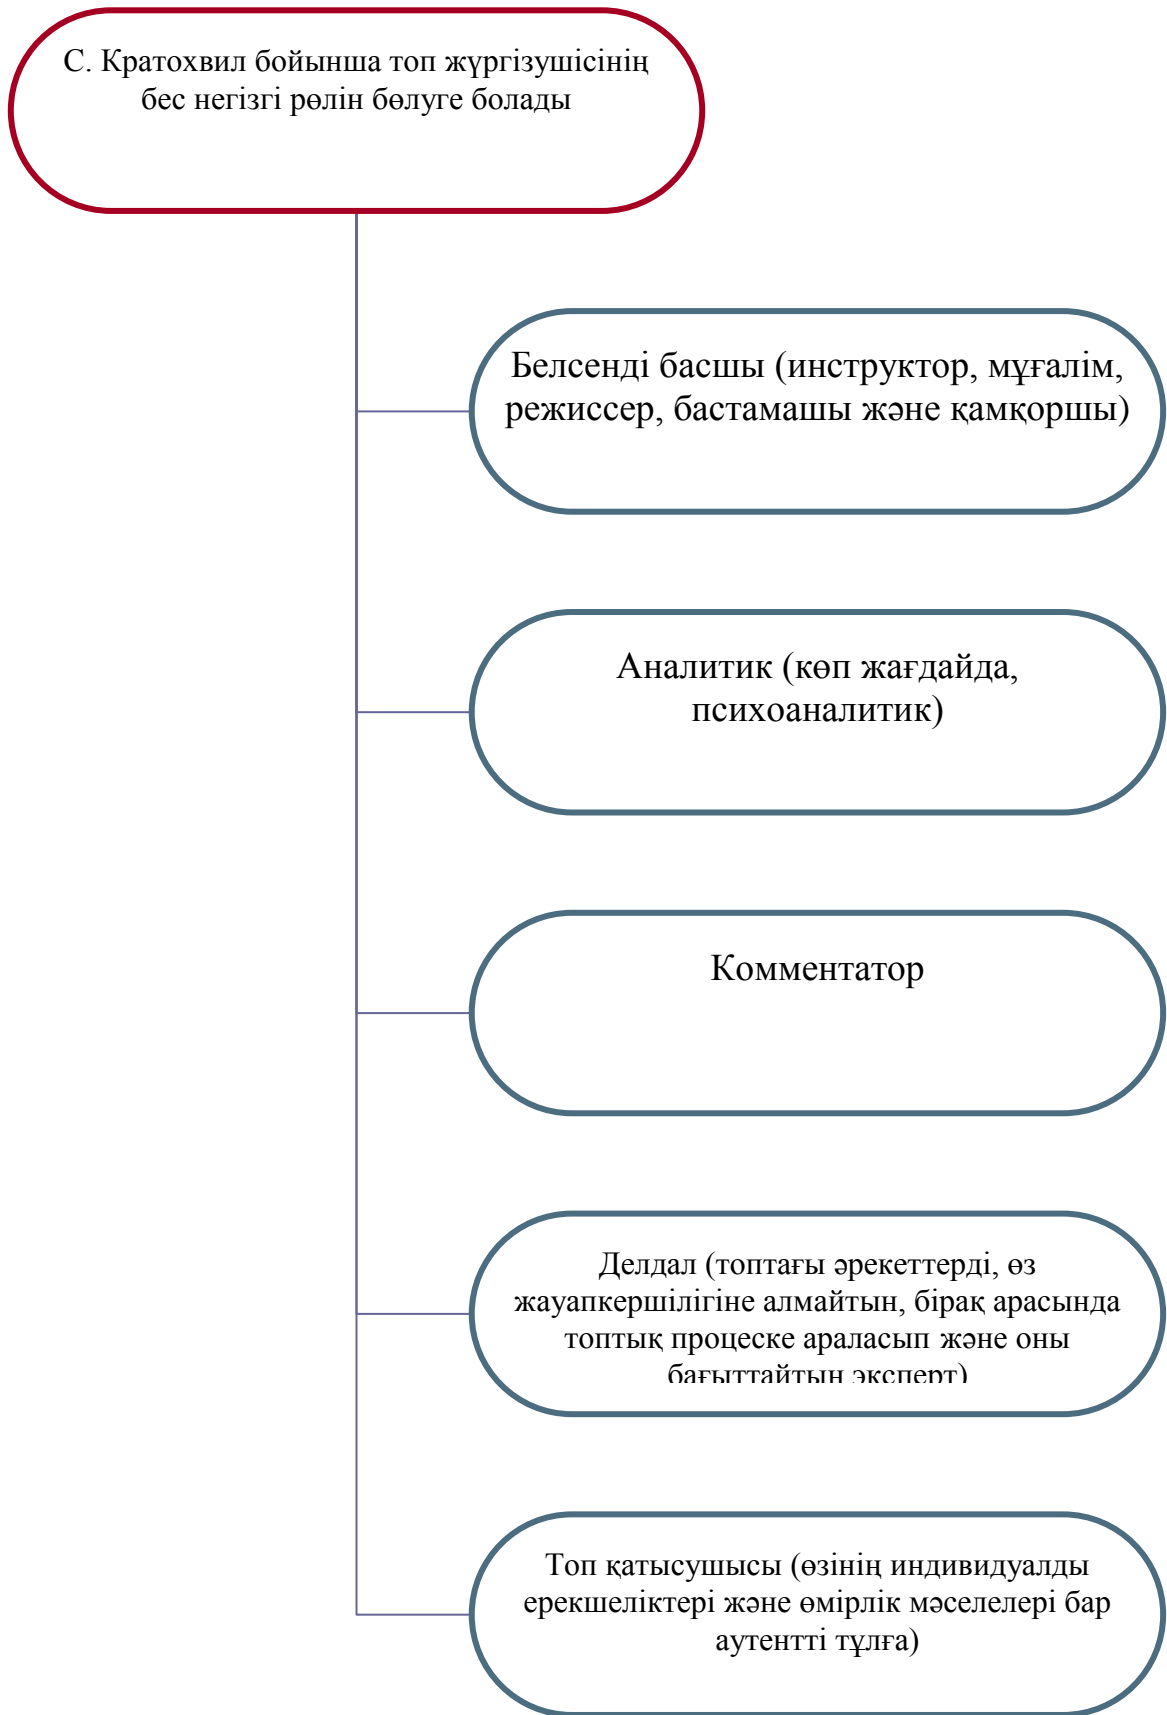 С. Кратохвил бойынша топ жүргізушісінің
бес негізгі рөлін бөлуге болады
Белсенді басшы (инструктор, мұғалім,
режиссер, бастамашы және қамқоршы)
Аналитик (көп жағдайда,
психоаналитик)
Комментатор
Делдал (топтағы әрекеттерді, өз
жауапкершілігіне алмайтын, бірақ арасында
топтық процеске араласып және оны
бағыттайтын эксперт)
Топ қатысушысы (өзінің индивидуалды
ерекшеліктері және өмірлік мәселелері бар
аутентті тұлға)